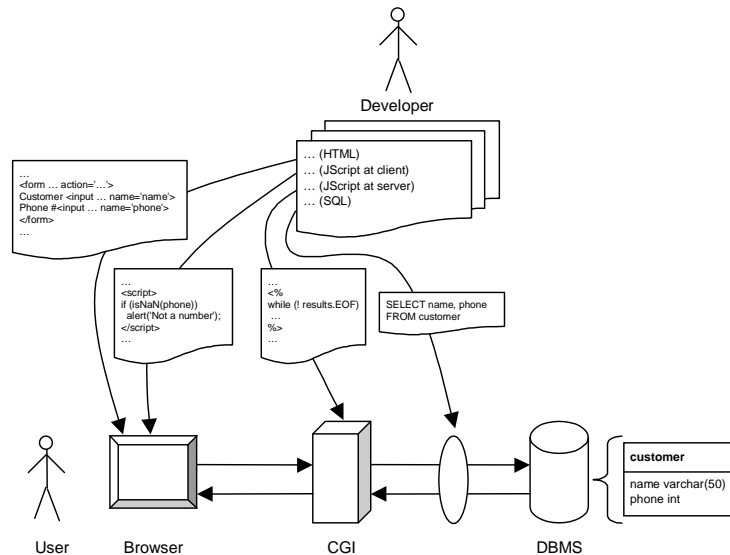 Developer
… (HTML)
… (JScript at client)
… (JScript at server)
… (SQL)
…
<form … action='…'>
Customer <input … name='name'>
Phone #<input … name='phone'>
</form>
…
…
<script>
if (isNaN(phone))
alert('Not a number');
</script>
…
…
<%
while (! results.EOF)
…
%>
…
SELECT name, phone
FROM customer
customer
name varchar(50)
phone int
User
Browser
CGI
DBMS